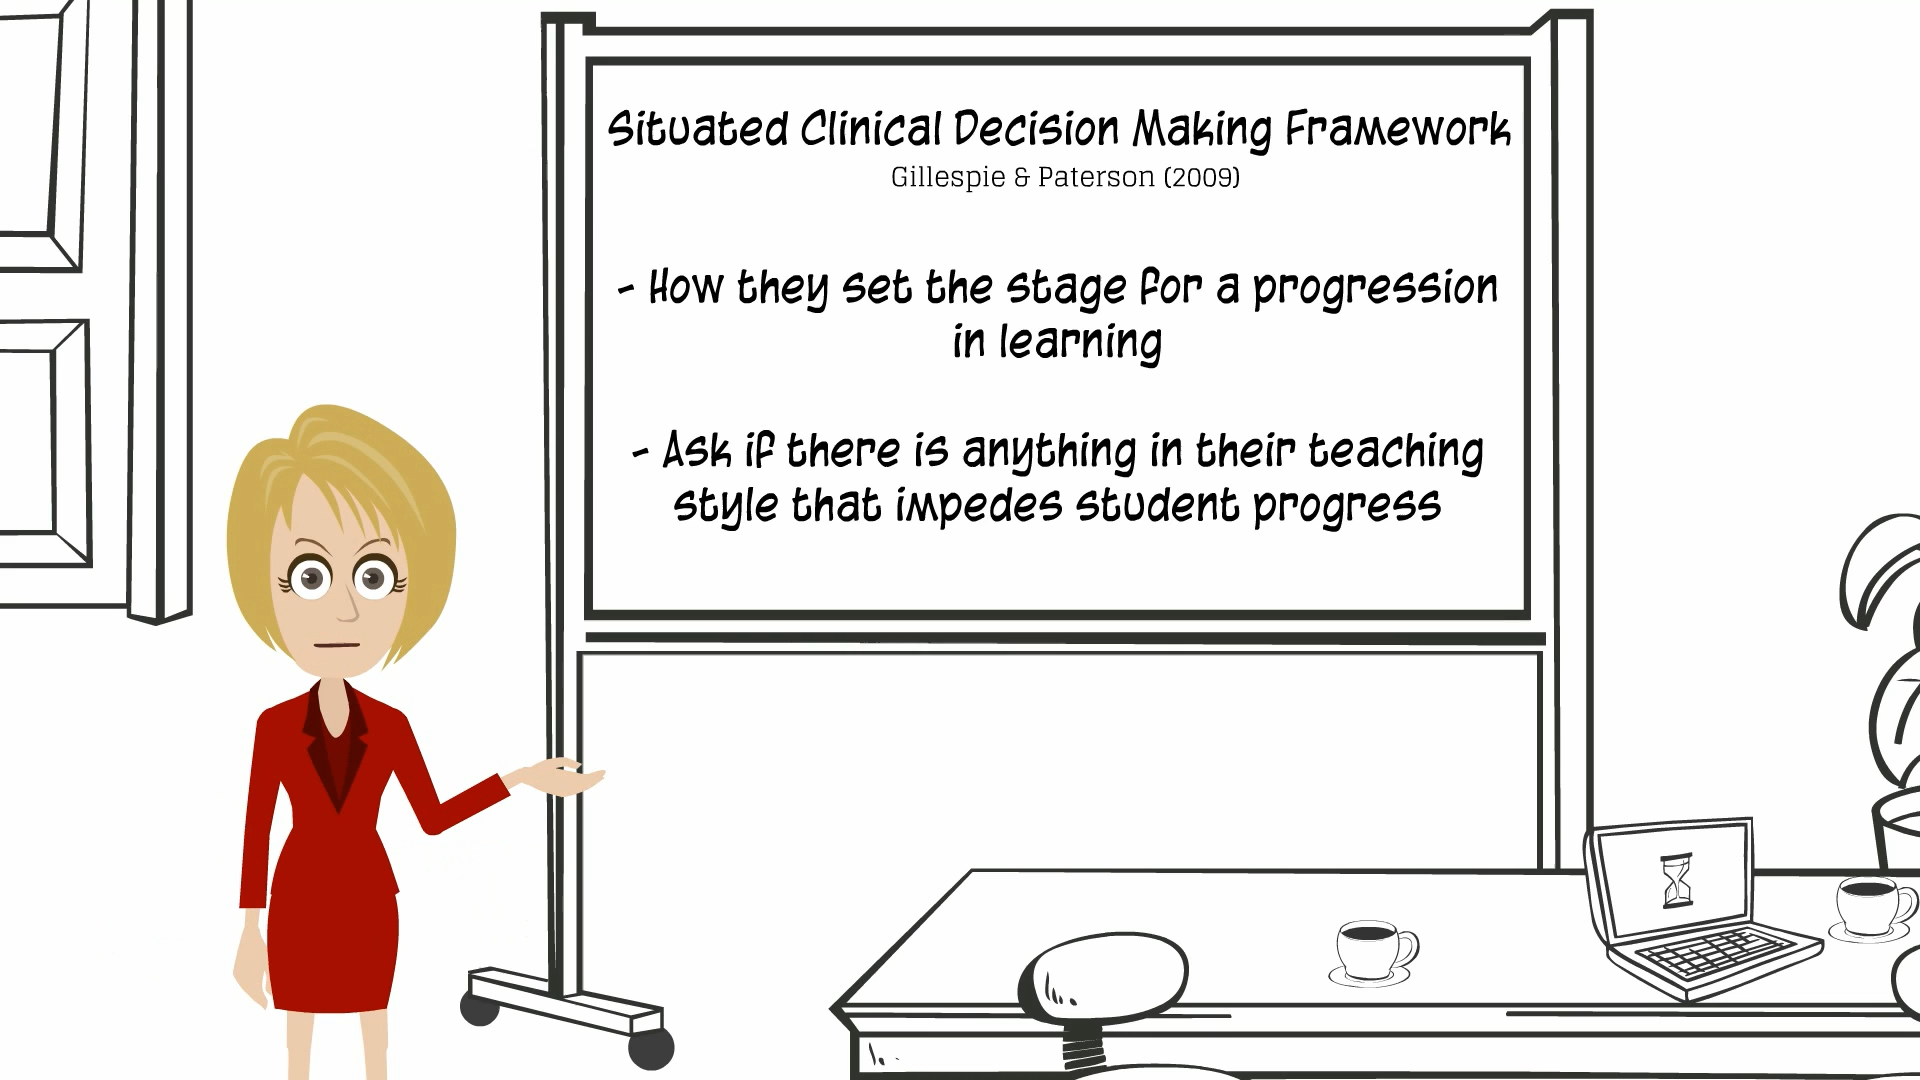 Situated Clinical Decision Making Framework
Gillespie & Paterson (2009)
- How they set the stage for a progression
in learning
- Ask if there is anything in their teaching
style that impedes student progress